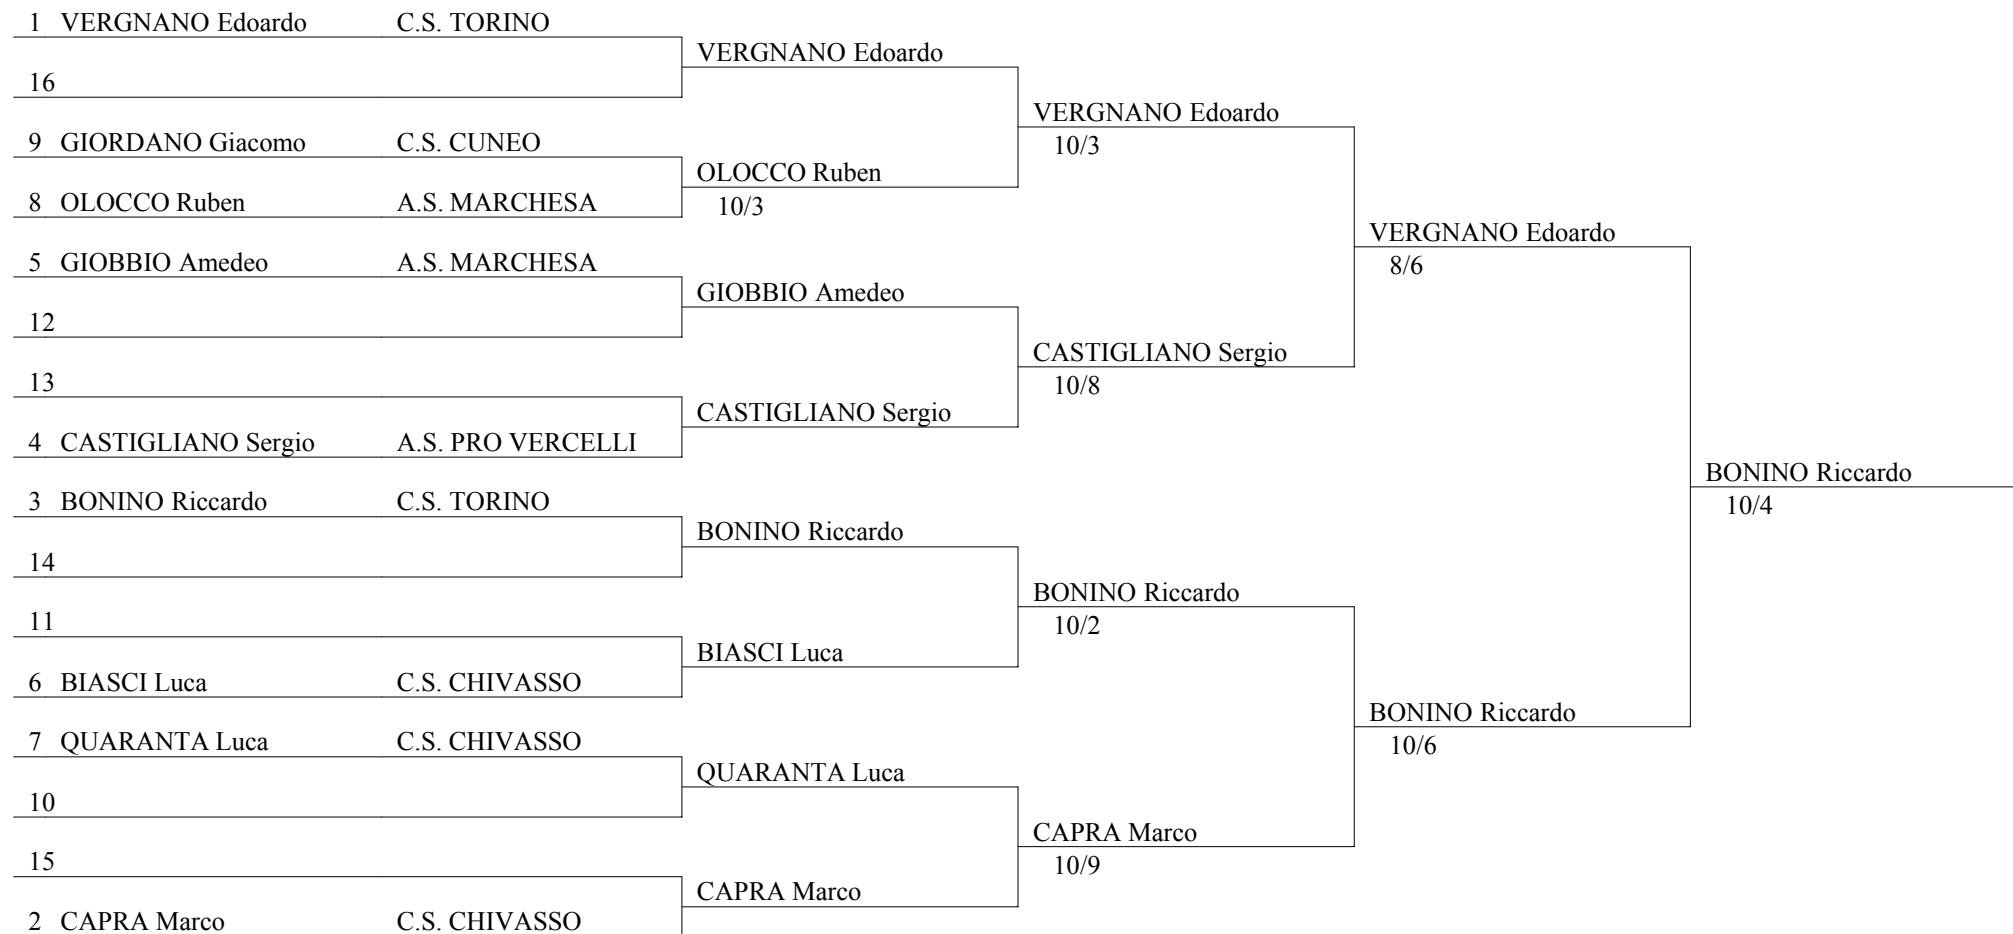 1 VERGNANO Edoardo C.S. TORINO
VERGNANO Edoardo
16
VERGNANO Edoardo
10/3
9 GIORDANO Giacomo C.S. CUNEO
OLOCCO Ruben
10/3
8 OLOCCO Ruben A.S. MARCHESA
VERGNANO Edoardo
8/6
5 GIOBBIO Amedeo A.S. MARCHESA
GIOBBIO Amedeo
12
CASTIGLIANO Sergio
10/8
13
CASTIGLIANO Sergio
4 CASTIGLIANO Sergio A.S. PRO VERCELLI
BONINO Riccardo
10/4
3 BONINO Riccardo C.S. TORINO
BONINO Riccardo
14
BONINO Riccardo
10/2
11
BIASCI Luca
6 BIASCI Luca C.S. CHIVASSO
BONINO Riccardo
10/6
7 QUARANTA Luca C.S. CHIVASSO
QUARANTA Luca
10
CAPRA Marco
10/9
15
CAPRA Marco
2 CAPRA Marco C.S. CHIVASSO